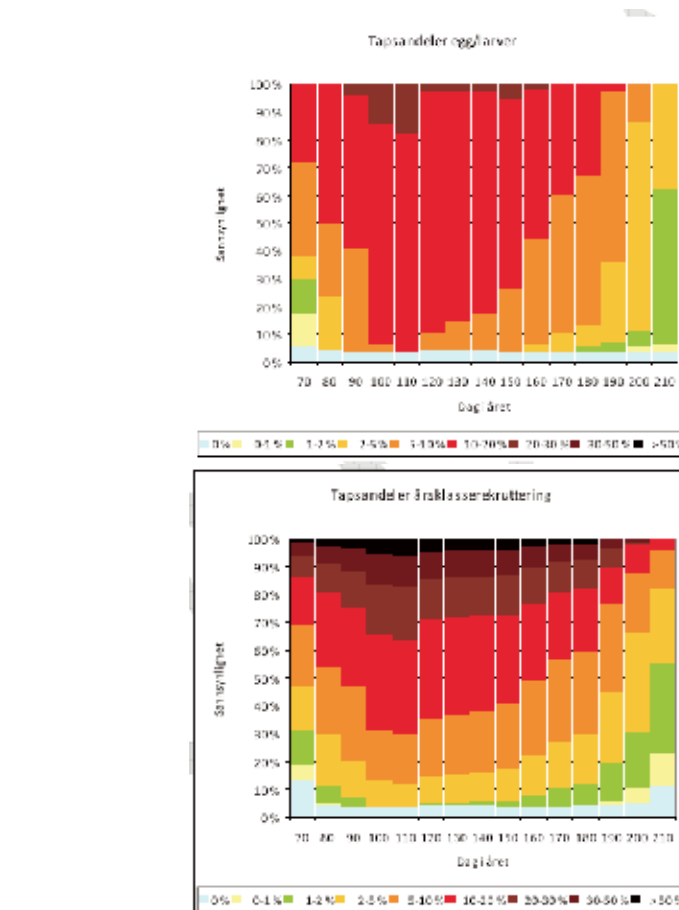 Tapsandeler egg/larver
100 %
90 %
80 %
70 %
60 %
50 %
40 %
30 %
20 %
10 %
0 %
Sannsynlighet
70 80 90 100 110 120 130 140 150 160 170 180 190 200 210
Dag i året
0 % 0-1 % 1-2 % 2-5 % 5-10 % 10-20 % 20-30 % 30-50 % >50 %
Tapsandeler årsklasserekruttering
100 %
90 %
80 %
70 %
60 %
50 %
40 %
30 %
20 %
10 %
0 %
Sannsynlighet
70 80 90 100 110 120 130 140 150 160 170 180 190 200 210
Dag i året
0 % 0-1 % 1-2 % 2-5 % 5-10 % 10-20 % 20-30 % 30-50 % >50 %